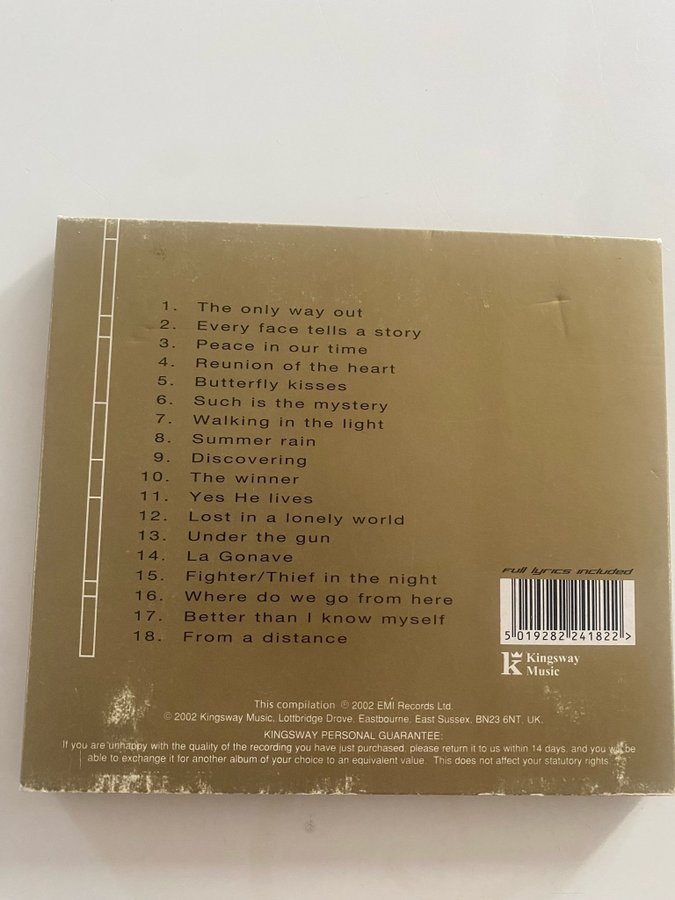 1. The only way out
2. Every face tells a story
3. Peace in our time
4. Reunion of the heart
5. Butterfly kisses
6. Such is the mystery
7. Walking in the light
8. Summer rain
9. Discovering
10. The winner
11. Yes He lives
12. Lost in a lonely world
13. Under the gun
14. La Gonave
15. Fighter/Thief in the night
16. Where do we go from here
17. Better than I know myself
18. From a distance
Full lyrics included
5 019282 241822 >
Kingsway
Music
This compilation ℗ 2002 EMI Records Ltd.
© 2002 Kingsway Music, Lottbridge Drove, Eastbourne, East Sussex, BN23 6NT, UK.
KINGSWAY PERSONAL GUARANTEE:
If you are unhappy with the quality of the recording you have just purchased, please return it to us within 14 days, and you will be
able to exchange it for another album of your choice to an equivalent value. This does not affect your statutory rights.